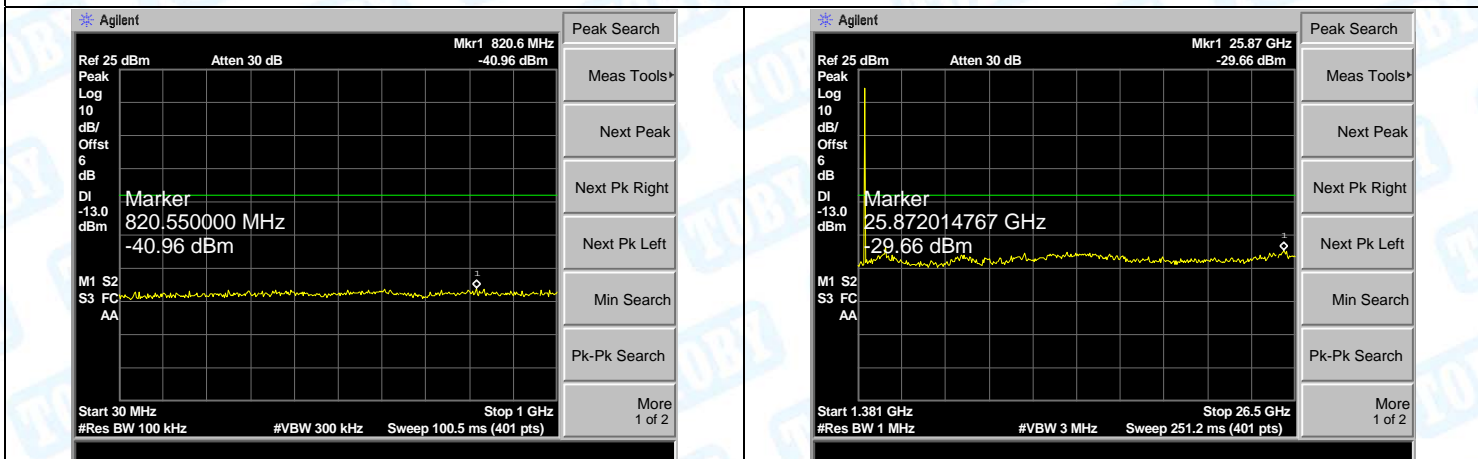 Agilent
Peak Search
Mkr1 820.6 MHz
Ref 25 dBm Atten 30 dB -40.96 dBm
Peak
Log
10
dB/
Offst
6
dB
DI
-13.0
dBm
Marker
820.550000 MHz
-40.96 dBm
M1 S2
S3 FC
AA
1
Start 30 MHz Stop 1 GHz
#Res BW 100 kHz #VBW 300 kHz Sweep 100.5 ms (401 pts)
Meas Tools
Next Peak
Next Pk Right
Next Pk Left
Min Search
Pk-Pk Search
More
1 of 2
Agilent
Peak Search
Mkr1 25.87 GHz
Ref 25 dBm Atten 30 dB -29.66 dBm
Peak
Log
10
dB/
Offst
6
dB
DI
-13.0
dBm
Marker
25.872014767 GHz
-29.66 dBm
M1 S2
S3 FC
AA
1
Start 1.381 GHz Stop 26.5 GHz
#Res BW 1 MHz #VBW 3 MHz Sweep 251.2 ms (401 pts)
Meas Tools
Next Peak
Next Pk Right
Next Pk Left
Min Search
Pk-Pk Search
More
1 of 2
TOBY